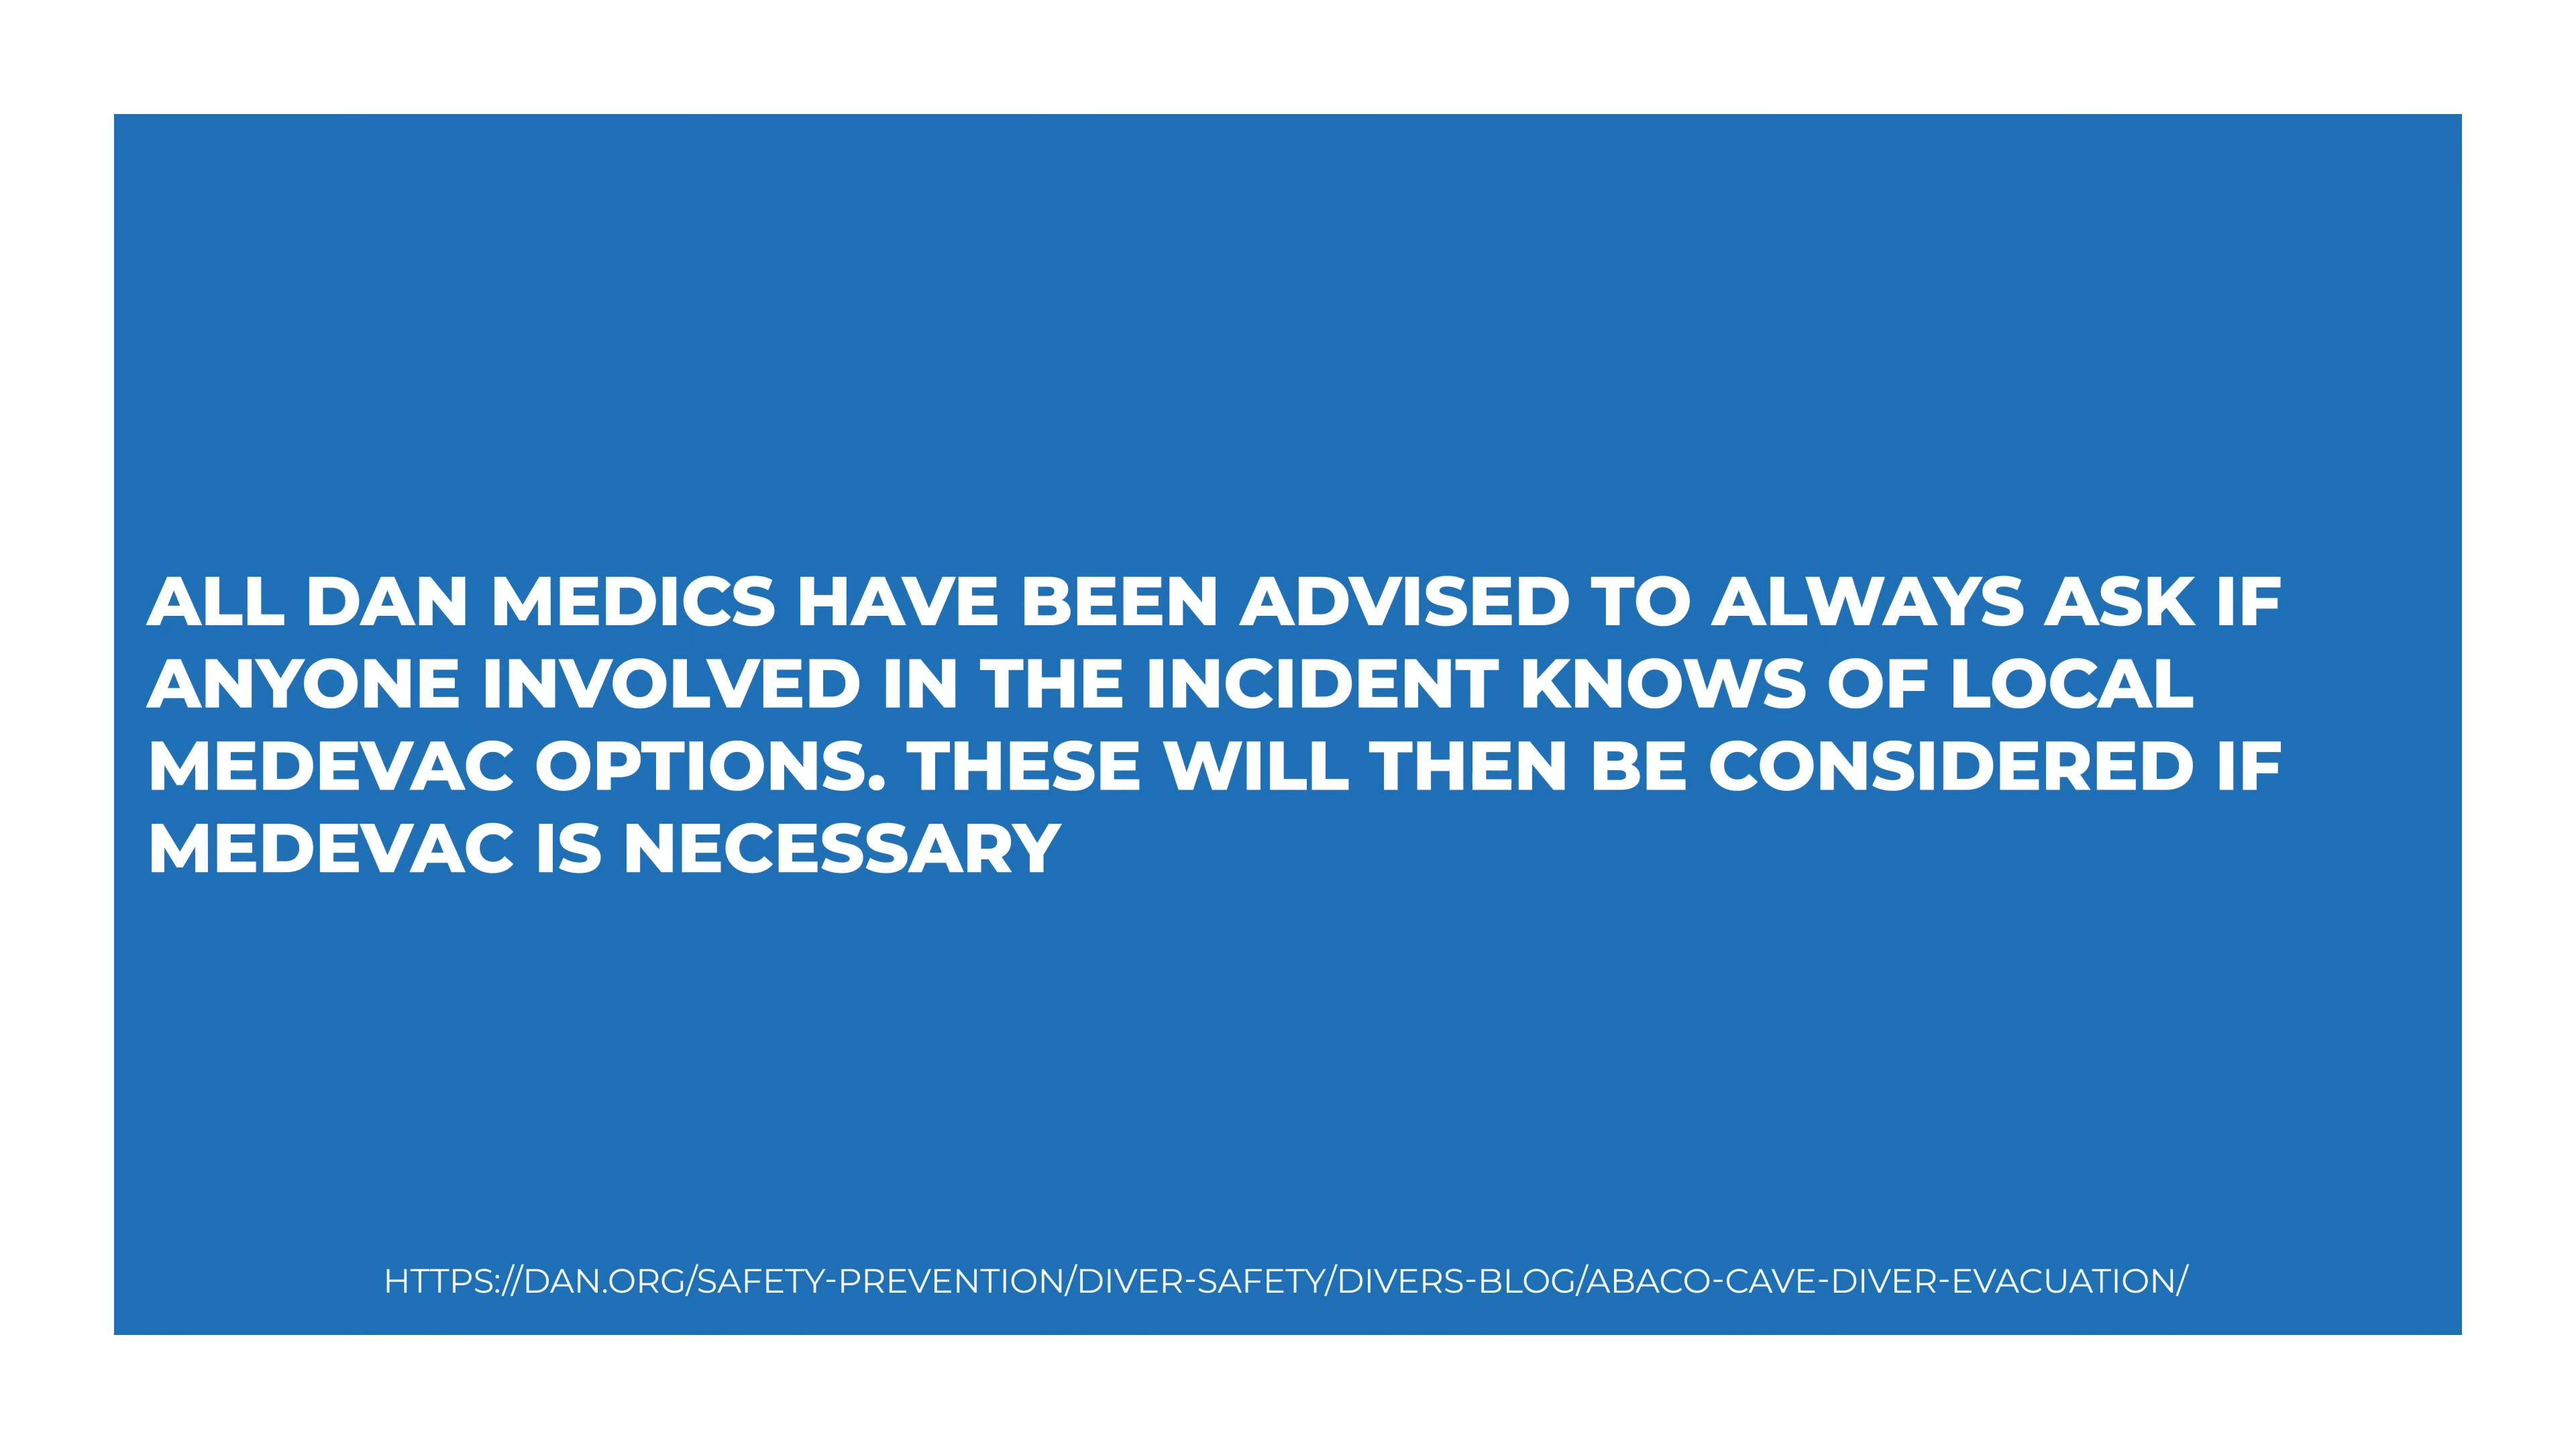 ALL DAN MEDICS HAVE BEEN ADVISED TO ALWAYS ASK IF
ANYONE INVOLVED IN THE INCIDENT KNOWS OF LOCAL
MEDEVAC OPTIONS. THESE WILL THEN BE CONSIDERED IF
MEDEVAC IS NECESSARY
HTTPS://DAN.ORG/SAFETY-PREVENTION/DIVER-SAFETY/DIVERS-BLOG/ABACO-CAVE-DIVER-EVACUATION/